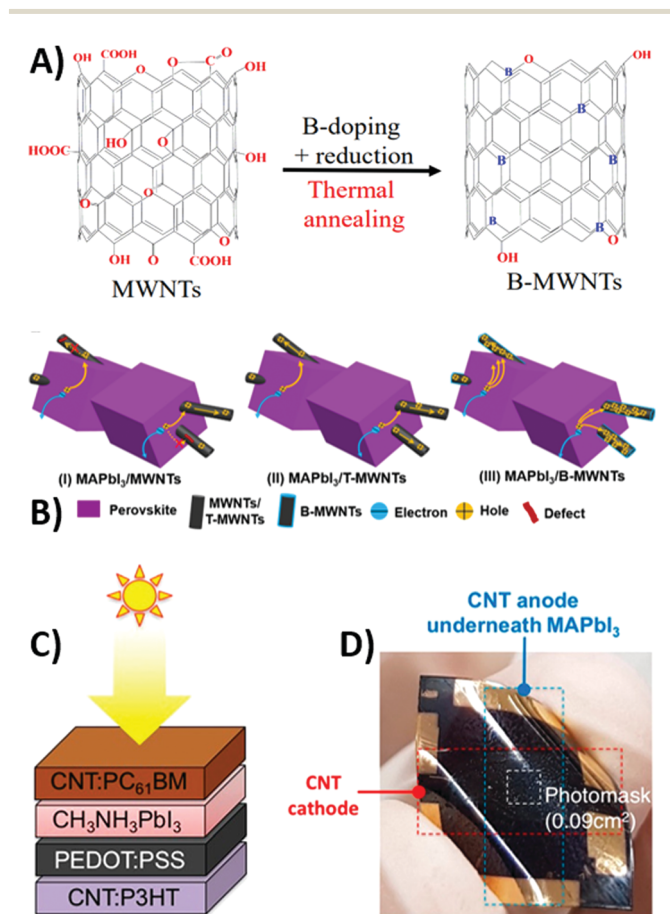 A)
COOH
O
O
C
O
OH
OH
O
O
HO
O
HOOC
OH
O
O
O
OH
O
COOH
MWNTs
B-doping
+ reduction
Thermal
annealing
OH
O
B
B
B
B
B
B
O
OH
B-MWNTs
(I) MAPbI₃/MWNTs
(II) MAPbI₃/T-MWNTs
(III) MAPbI₃/B-MWNTs
B)
Perovskite
MWNTs/
T-MWNTs
B-MWNTs
Electron
Hole
Defect
C)
CNT:PC₆₁BM
CH₃NH₃PbI₃
PEDOT:PSS
CNT:P3HT
CNT anode
underneath MAPbI₃
D)
CNT
cathode
Photomask
(0.09cm²)